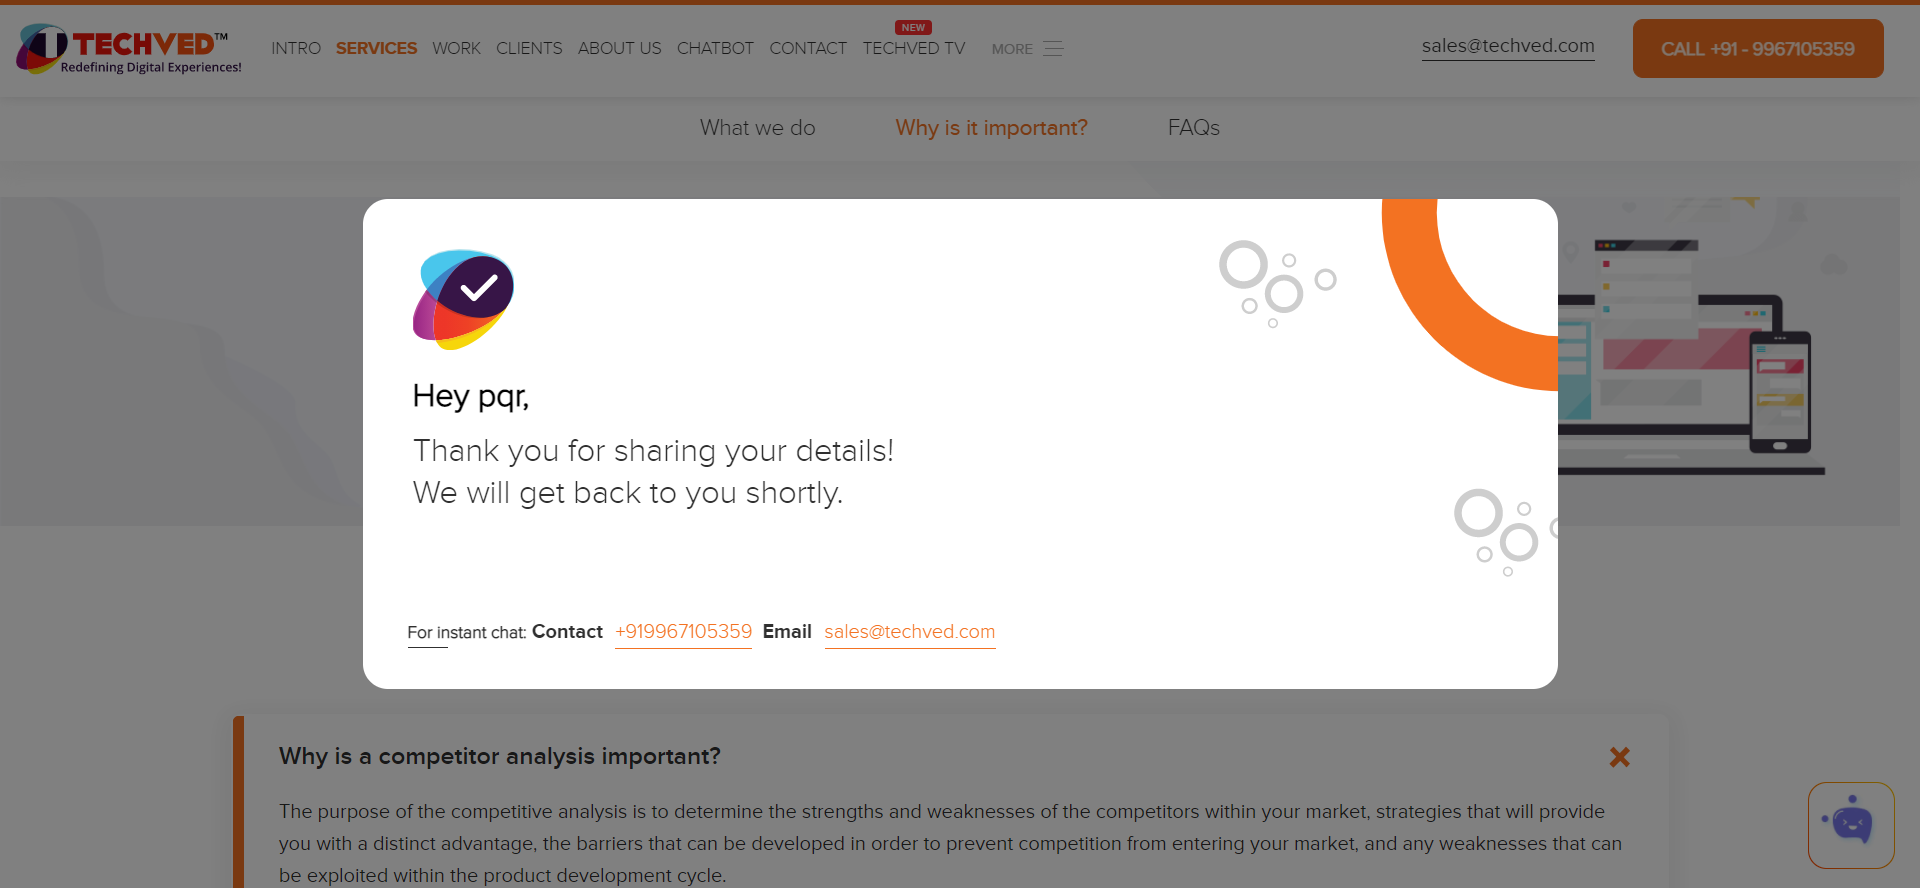 TECHVED™
Redefining Digital Experiences!
INTRO SERVICES WORK CLIENTS ABOUT US CHATBOT CONTACT TECHVED TV NEW MORE
sales@techved.com
CALL +91 - 9967105359
What we do Why is it important? FAQs
Hey pqr,
Thank you for sharing your details!
We will get back to you shortly.
For instant chat: Contact +919967105359 Email sales@techved.com
Why is a competitor analysis important?
The purpose of the competitive analysis is to determine the strengths and weaknesses of the competitors within your market, strategies that will provide
you with a distinct advantage, the barriers that can be developed in order to prevent competition from entering your market, and any weaknesses that can
be exploited within the product development cycle.